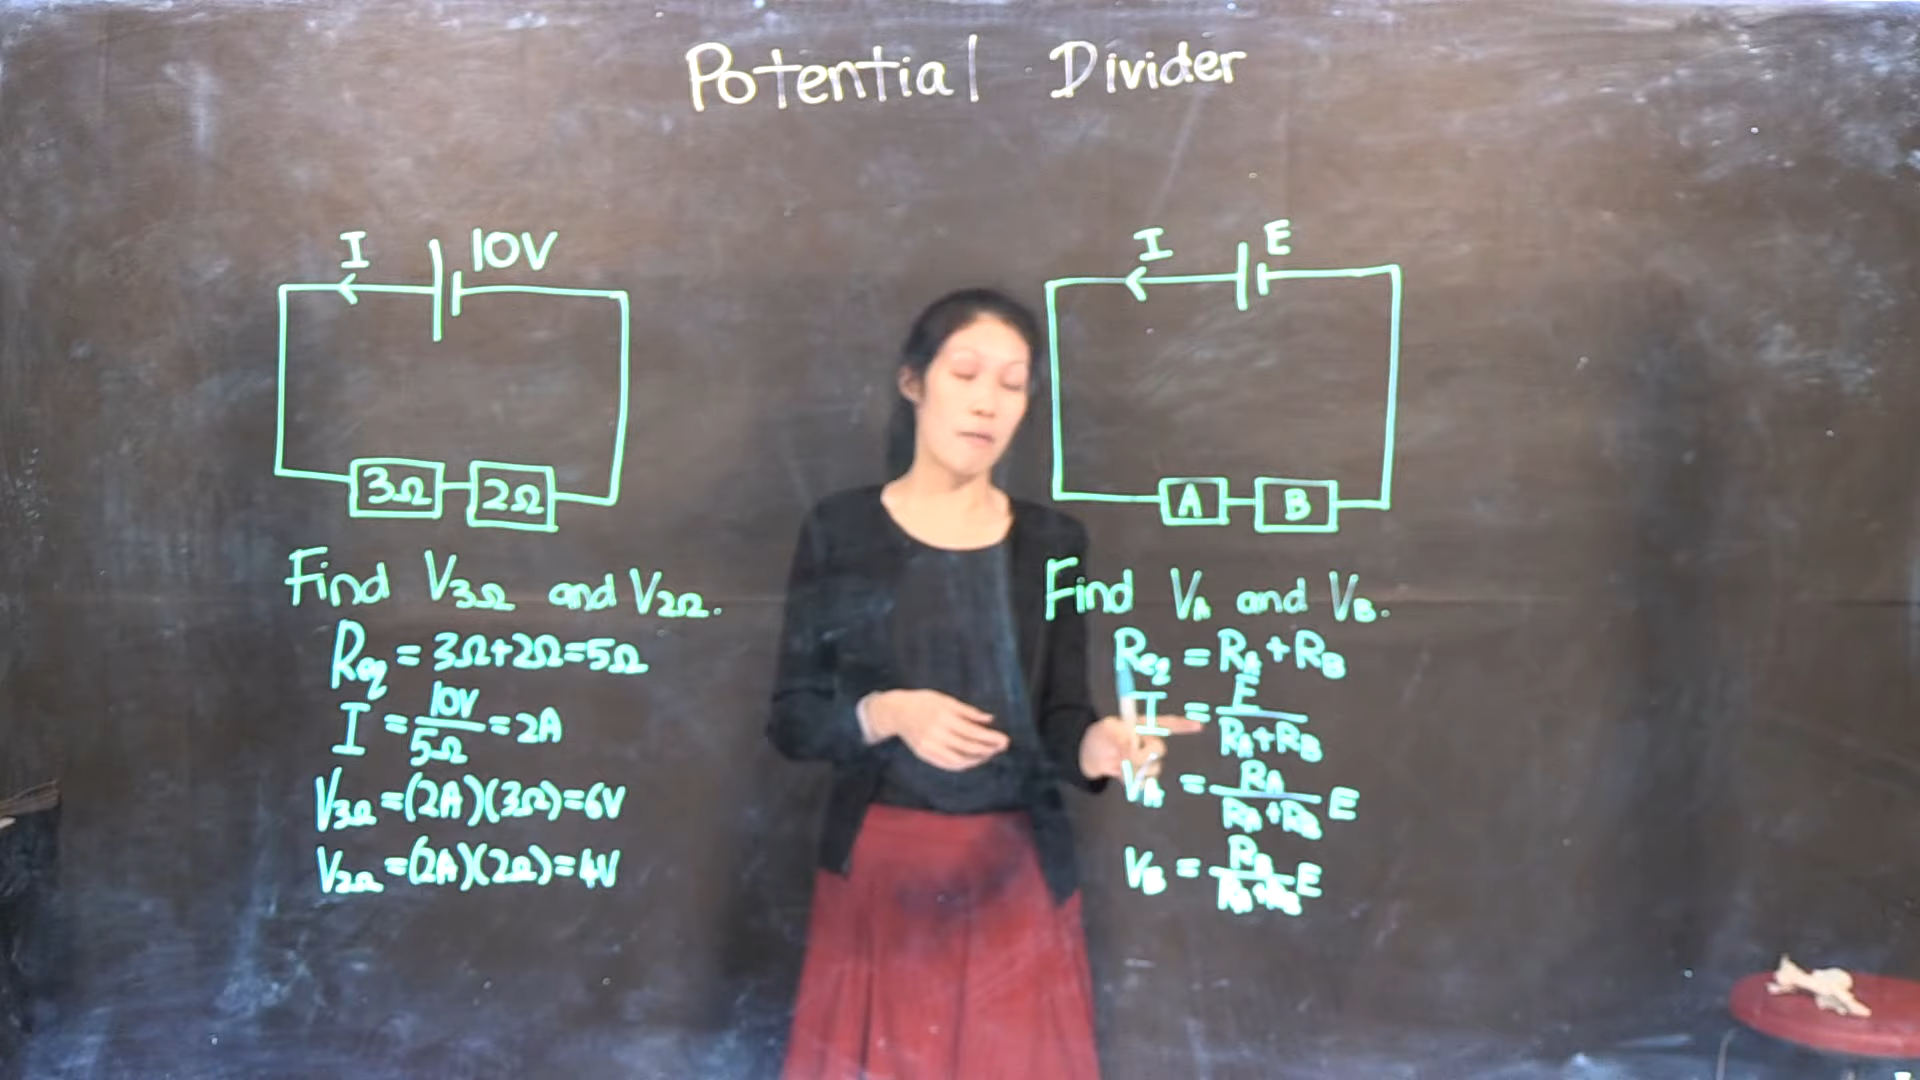 Potential Divider
I 10V
3Ω 2Ω
Find V3Ω and V2Ω.
Req = 3Ω+2Ω=5Ω
I = 10V/5Ω = 2A
V3Ω =(2A)(3Ω)=6V
V2Ω =(2A)(2Ω)=4V
I E
A B
Find VA and VB.
Req = RA + RB
I = E/RA+RB
VA = RA/RA+RB E
VB = RB/RA+RB E